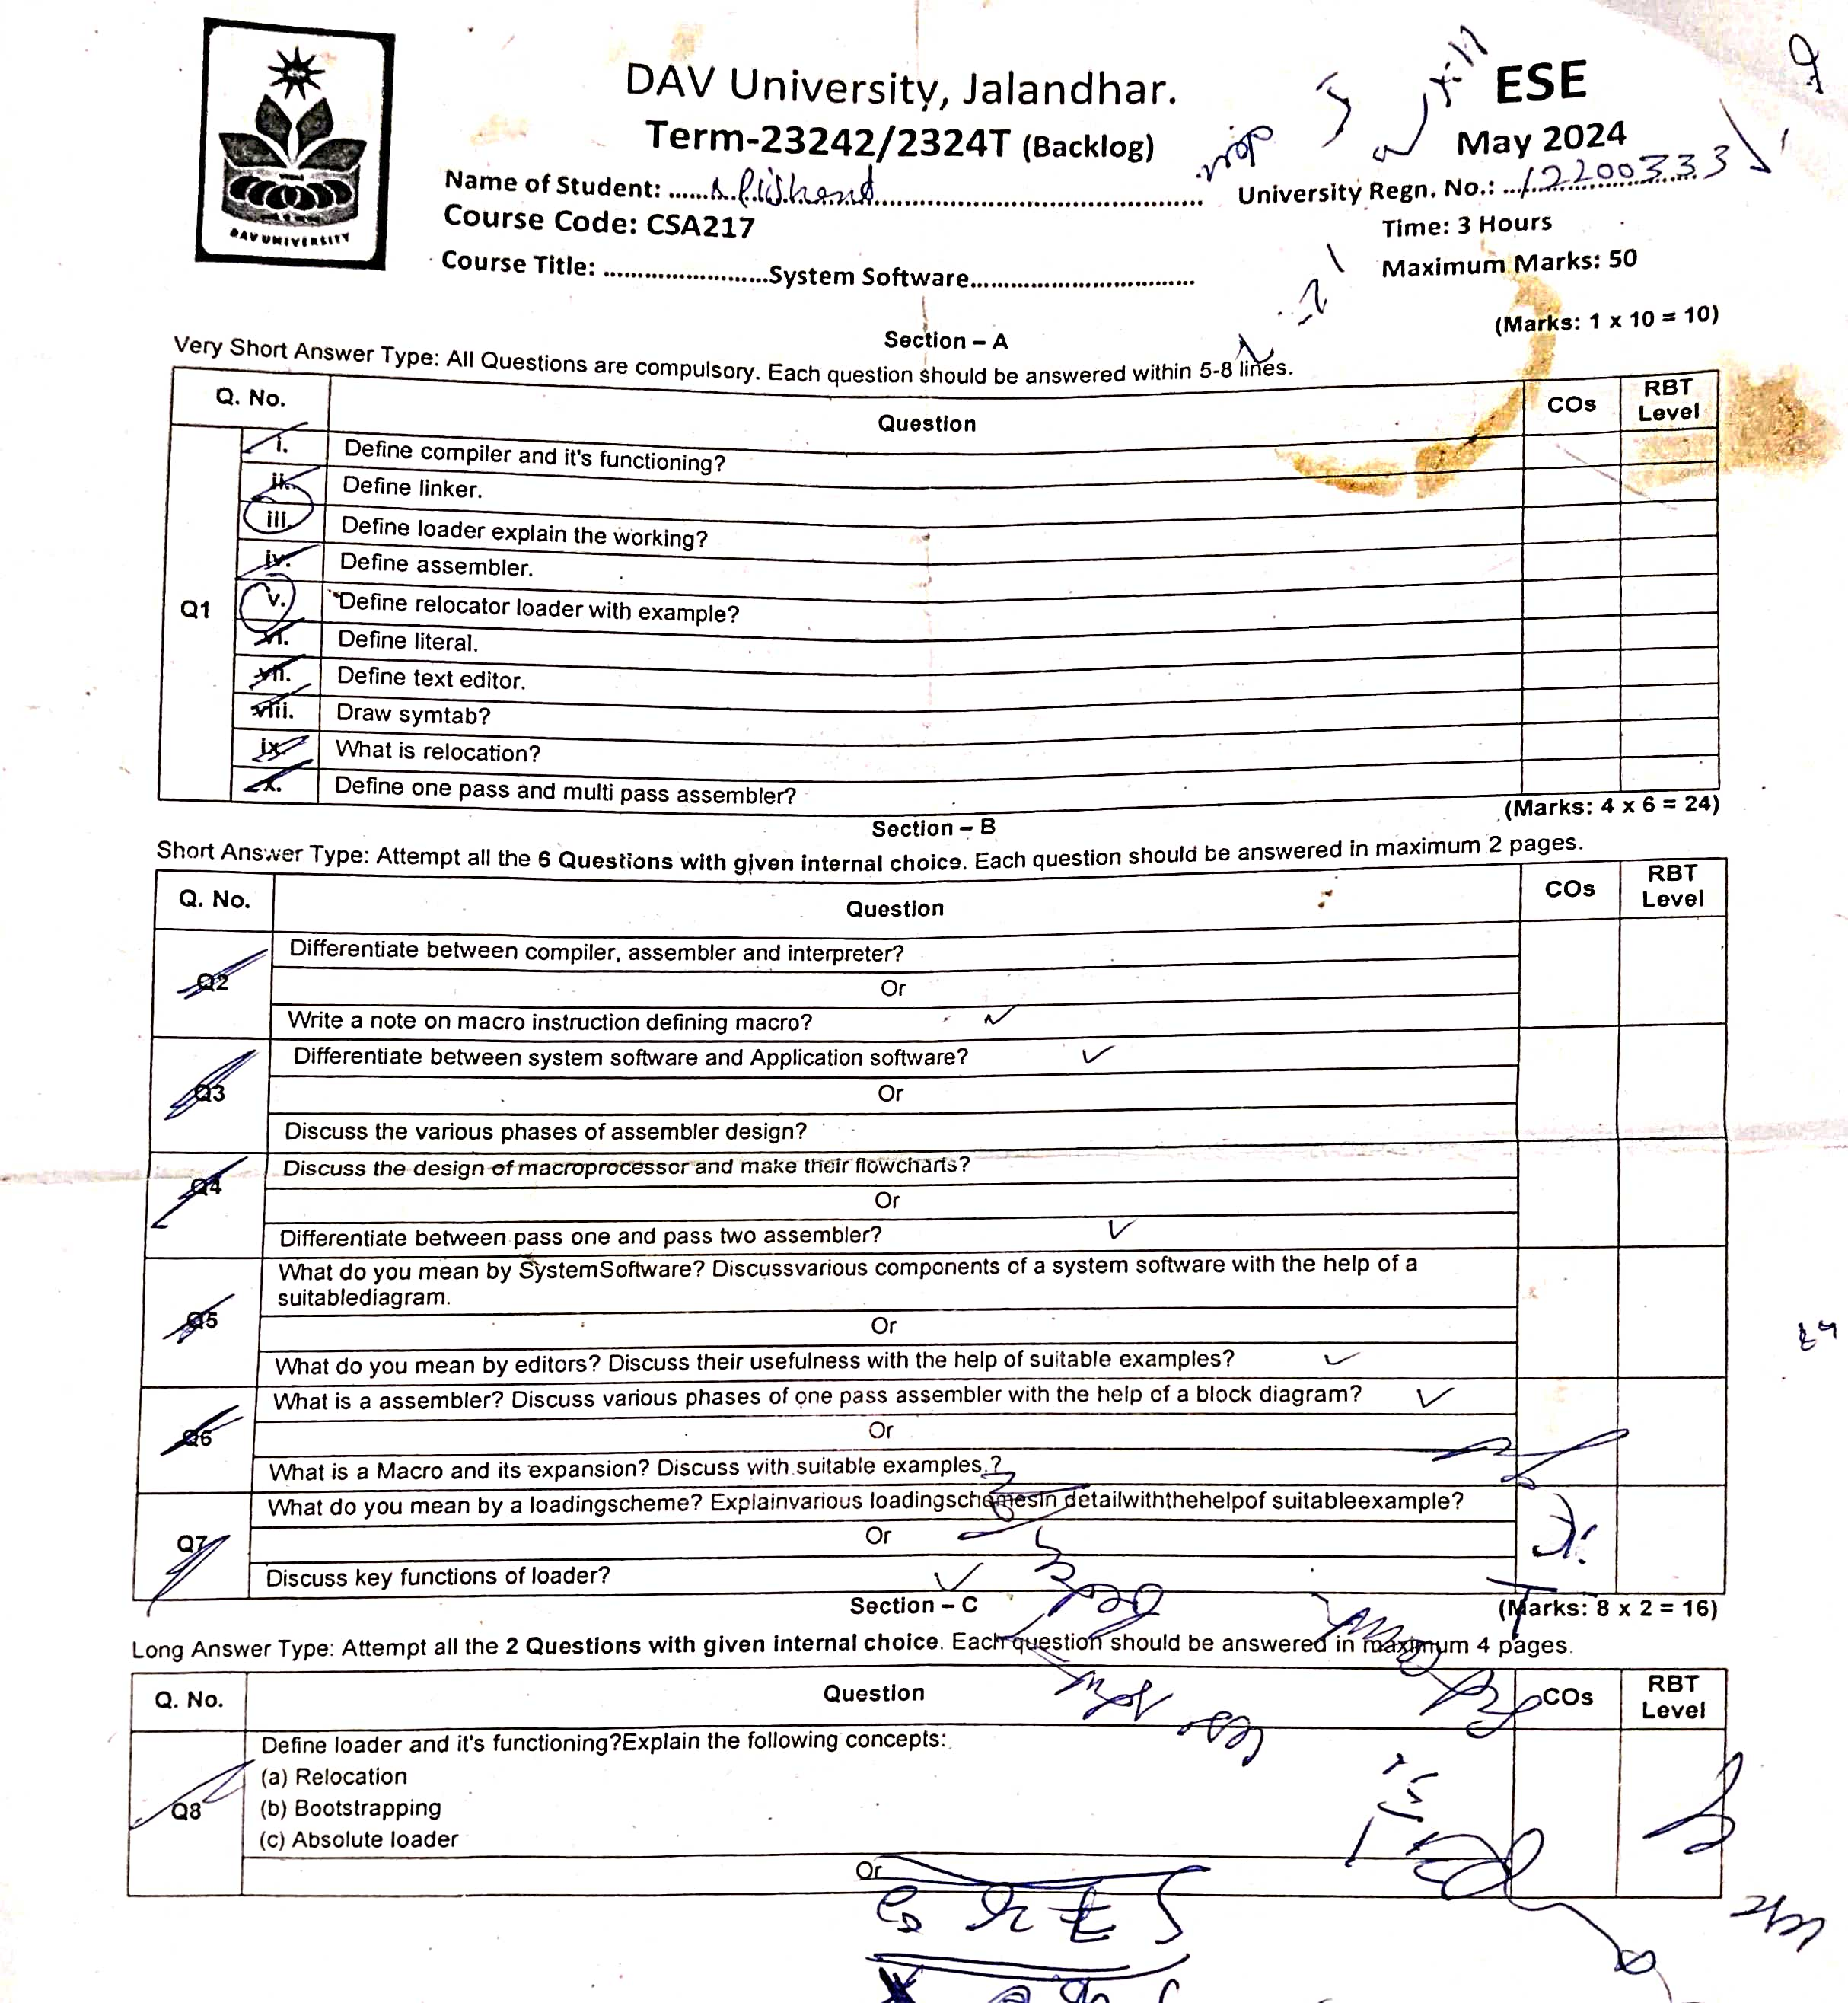 DAV University, Jalandhar.
ESE
Term-23242/2324T (Backlog)
May 2024
Name of Student: ...... University Regn. No.: ...12200333
Course Code: CSA217
Time: 3 Hours
Course Title: ........................System Software.................................
Maximum Marks: 50
DAV UNIVERSITY
Section – A
(Marks: 1 x 10 = 10)
Very Short Answer Type: All Questions are compulsory. Each question should be answered within 5-8 lines.
Q. No. Question COs RBT Level
Q1
i. Define compiler and it's functioning?
ii. Define linker.
iii. Define loader explain the working?
iv. Define assembler.
v. Define relocator loader with example?
vi. Define literal.
vii. Define text editor.
viii. Draw symtab?
ix. What is relocation?
x. Define one pass and multi pass assembler?
Section – B
(Marks: 4 x 6 = 24)
Short Answer Type: Attempt all the 6 Questions with given internal choice. Each question should be answered in maximum 2 pages.
Q. No. Question COs RBT Level
Q2 Differentiate between compiler, assembler and interpreter?
Or
Write a note on macro instruction defining macro?
Q3 Differentiate between system software and Application software?
Or
Discuss the various phases of assembler design?
Q4 Discuss the design of macroprocessor and make their flowcharts?
Or
Differentiate between pass one and pass two assembler?
Q5 What do you mean by SystemSoftware? Discussvarious components of a system software with the help of a
suitablediagram.
Or
What do you mean by editors? Discuss their usefulness with the help of suitable examples?
Q6 What is a assembler? Discuss various phases of one pass assembler with the help of a block diagram?
Or
What is a Macro and its expansion? Discuss with suitable examples.?
Q7 What do you mean by a loadingscheme? Explainvarious loadingschemesin detailwiththehelpof suitableexample?
Or
Discuss key functions of loader?
Section – C
(Marks: 8 x 2 = 16)
Long Answer Type: Attempt all the 2 Questions with given internal choice. Each question should be answered in maximum 4 pages.
Q. No. Question COs RBT Level
Q8 Define loader and it's functioning?Explain the following concepts:
(a) Relocation
(b) Bootstrapping
(c) Absolute loader
Or